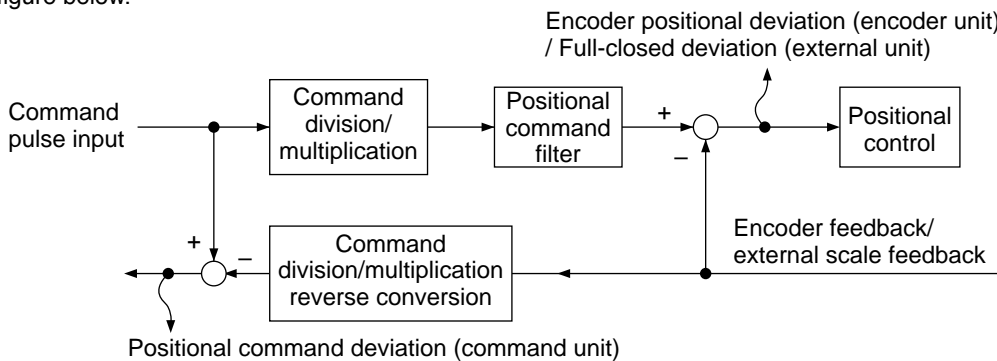 figure below.
Encoder positional deviation (encoder unit)
/ Full-closed deviation (external unit)
Command
pulse input
Command
division/
multiplication
Positional
command
filter
+
−
Positional
control
Encoder feedback/
external scale feedback
+
−
Command
division/multiplication
reverse conversion
Positional command deviation (command unit)